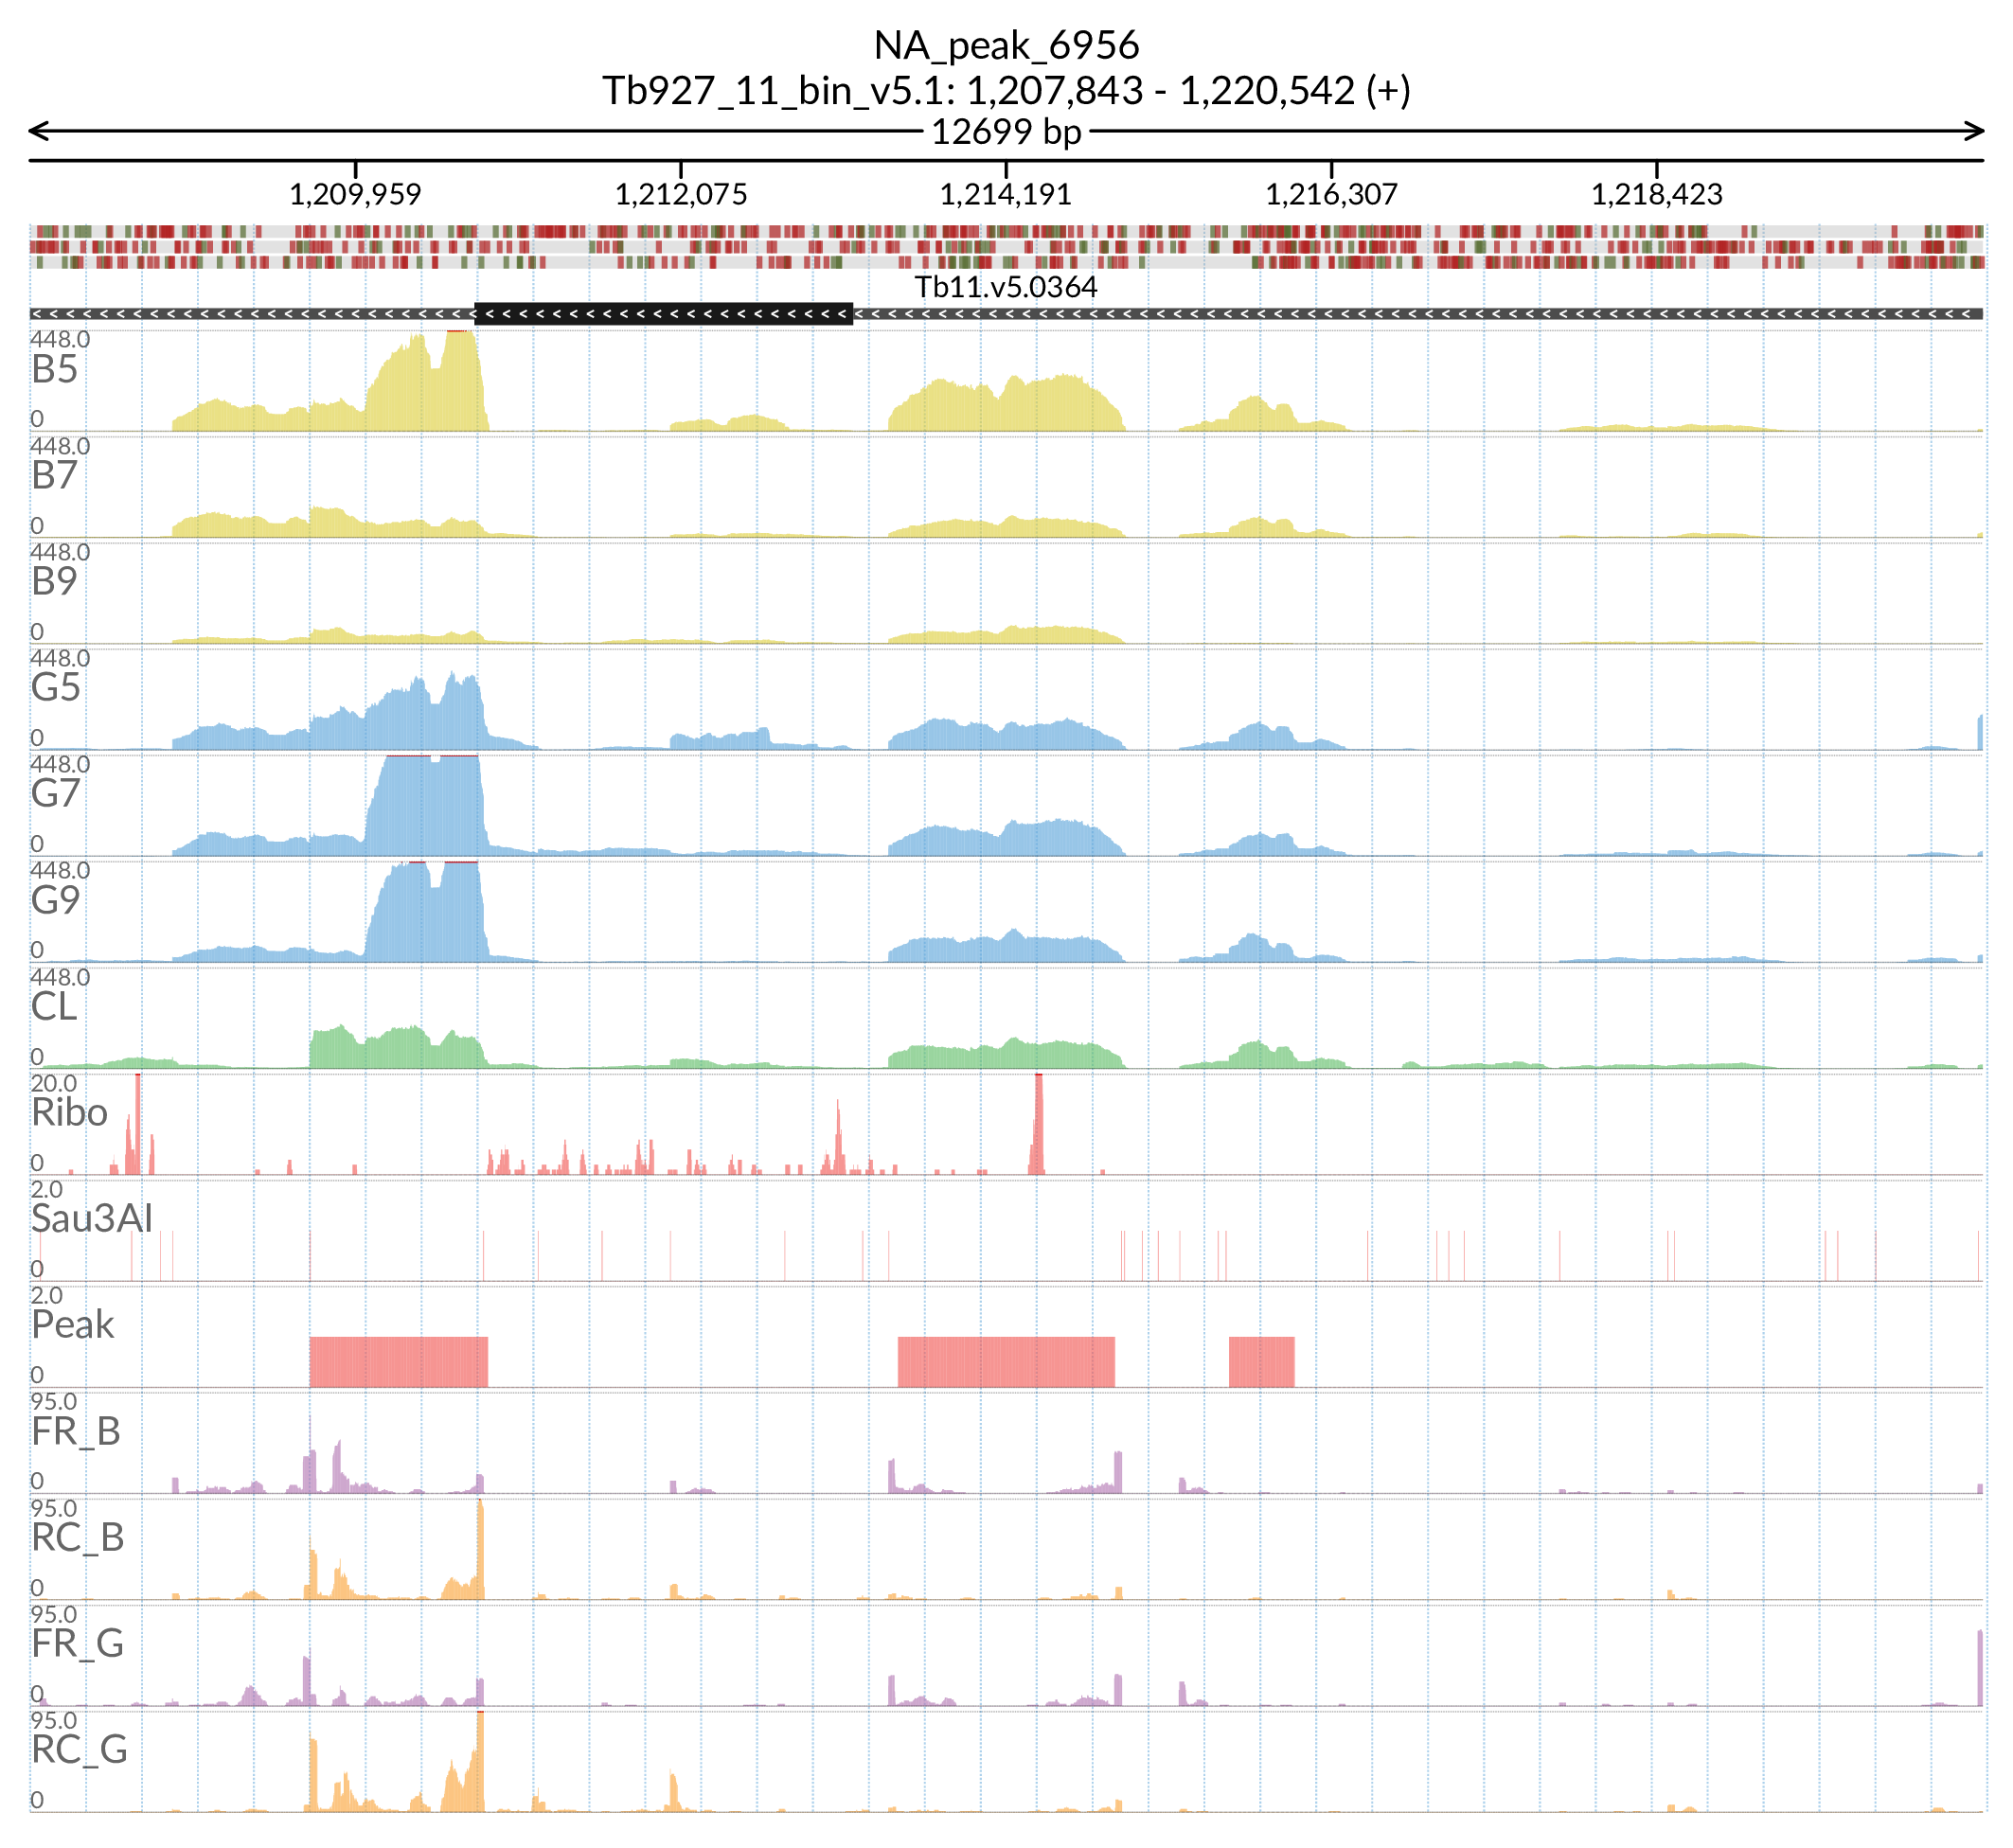 NA_peak_6956
Tb927_11_bin_v5.1: 1,207,843 - 1,220,542 (+)
12699 bp
1,209,959 1,212,075 1,214,191 1,216,307 1,218,423
Tb11.v5.0364
448.0
B5
0
448.0
B7
0
448.0
B9
0
448.0
G5
0
448.0
G7
0
448.0
G9
0
448.0
CL
0
20.0
Ribo
0
2.0
Sau3AI
0
2.0
Peak
0
95.0
FR_B
0
95.0
RC_B
0
95.0
FR_G
0
95.0
RC_G
0